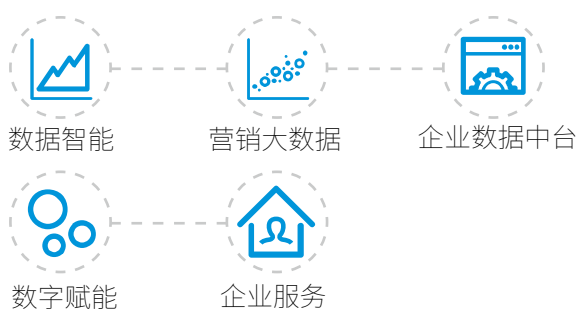 数据智能
营销大数据
企业数据中台
数字赋能
企业服务